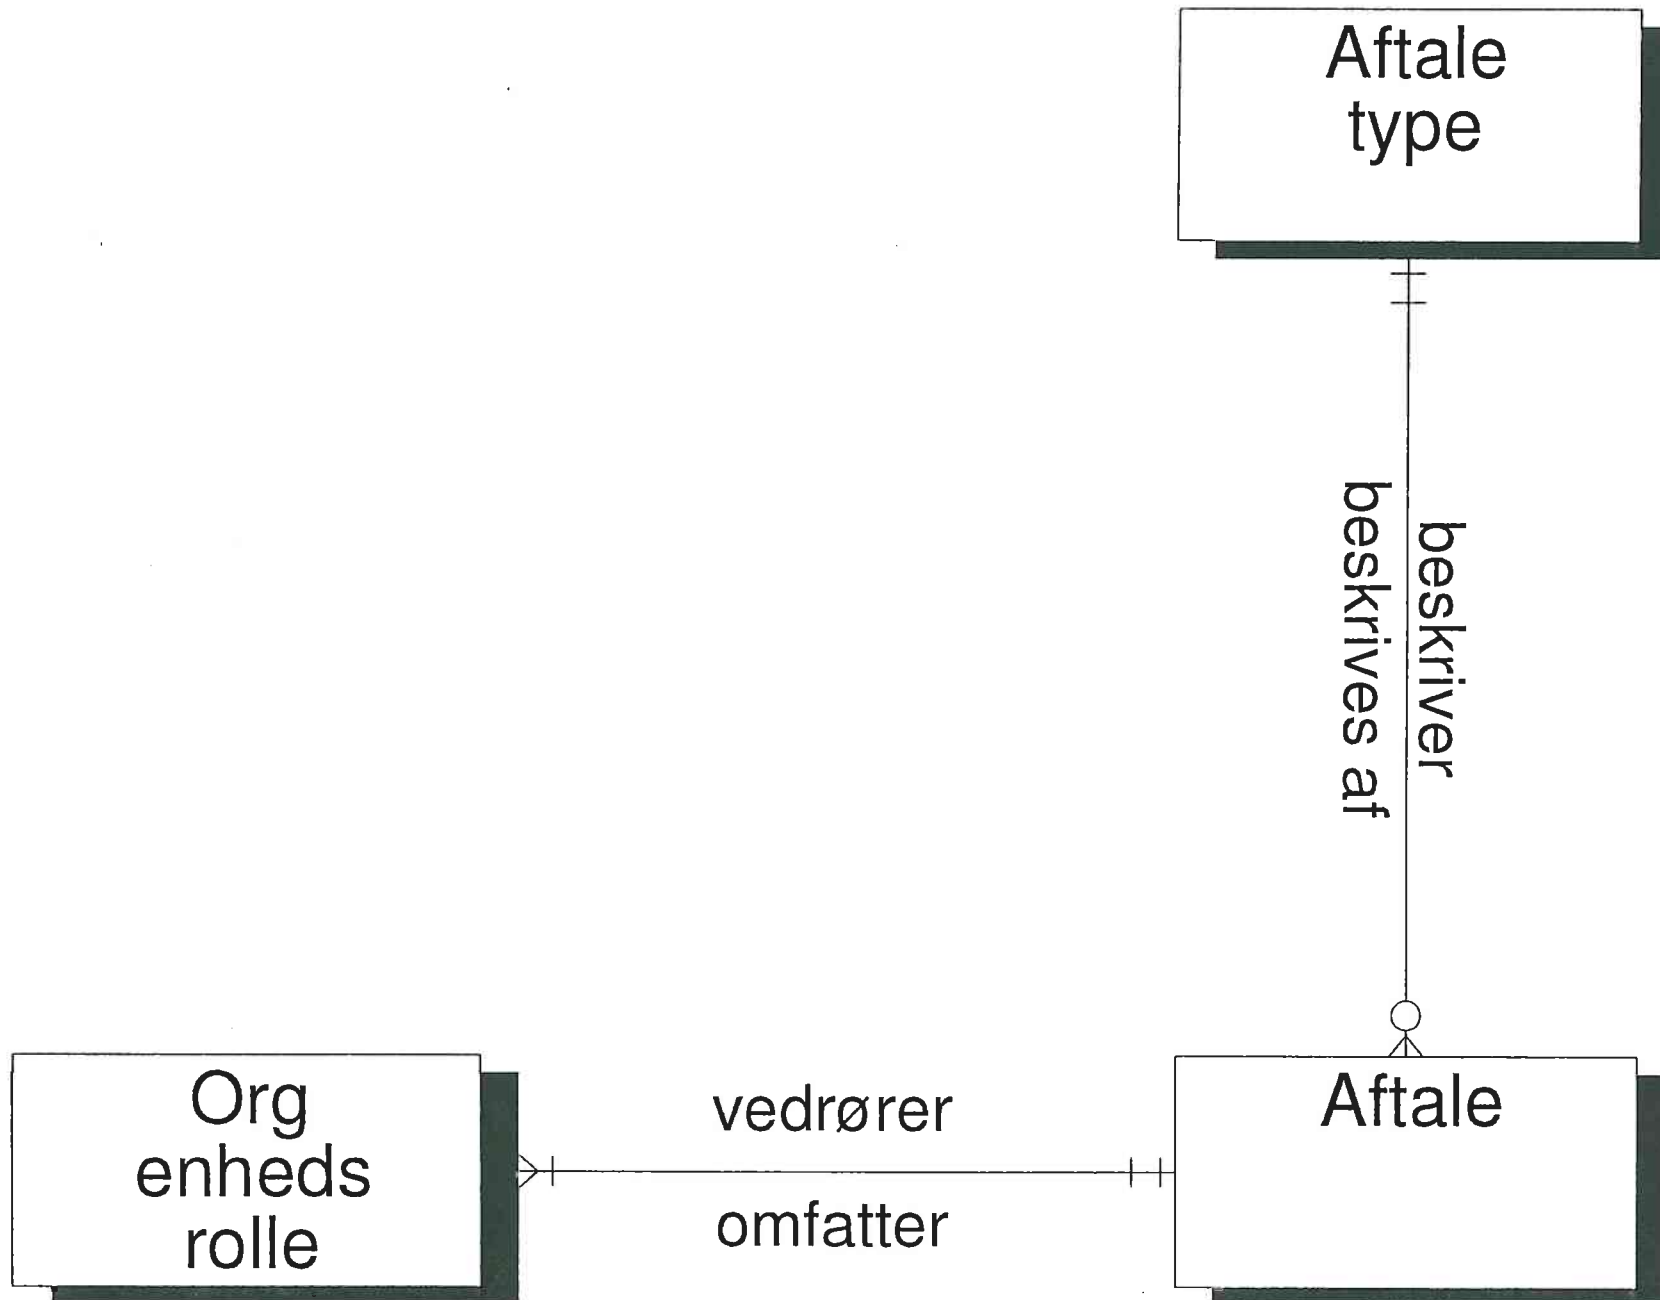 Aftale
type
beskriver
beskrives af
Org
enheds
rolle
vedrører
omfatter
Aftale